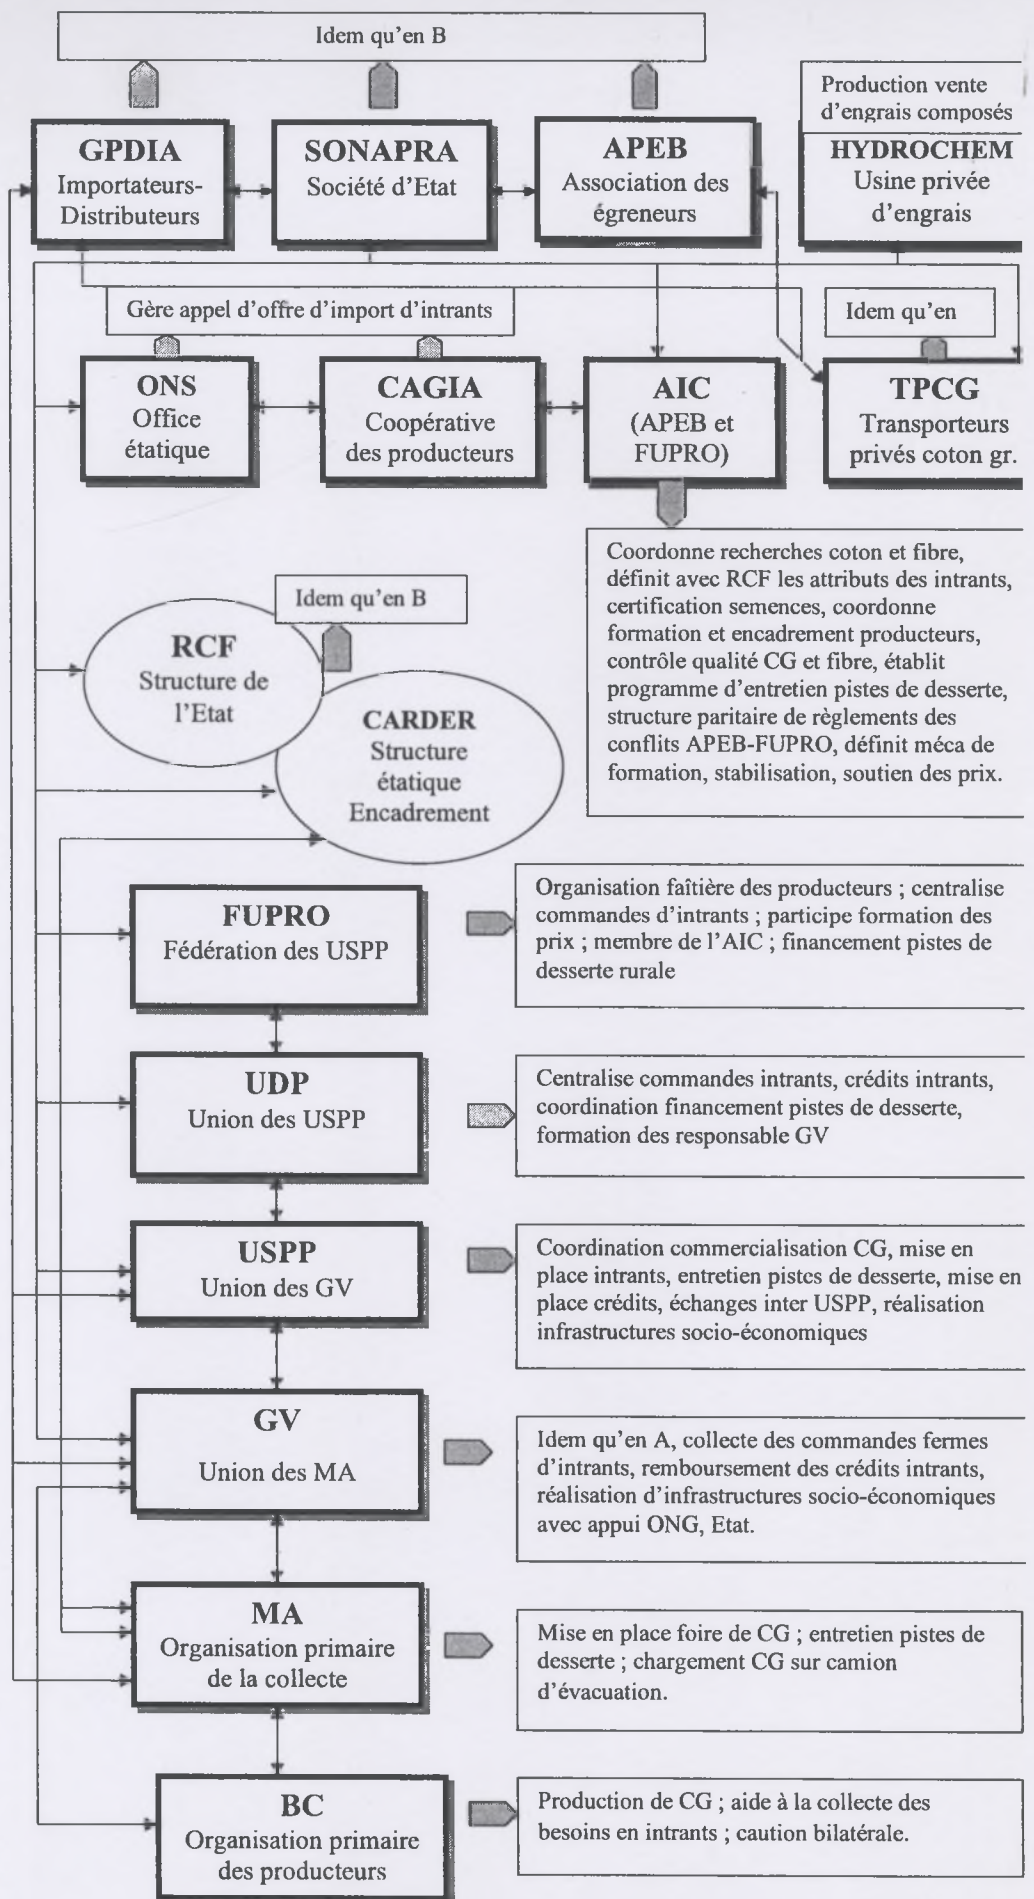 Idem qu'en B
Production vente
d'engrais composés
GPDIA
Importateurs-
Distributeurs
SONAPRA
Société d'Etat
APEB
Association des
égreneurs
HYDROCHEM
Usine privée
d'engrais
Gère appel d'offre d'import d'intrants
Idem qu'en
ONS
Office
étatique
CAGIA
Coopérative
des producteurs
AIC
(APEB et
FUPRO)
TPCG
Transporteurs
privés coton gr.
Coordonne recherches coton et fibre,
définit avec RCF les attributs des intrants,
certification semences, coordonne
formation et encadrement producteurs,
contrôle qualité CG et fibre, établit
programme d'entretien pistes de desserte,
structure paritaire de règlements des
conflits APEB-FUPRO, définit méca de
formation, stabilisation, soutien des prix.
Idem qu'en B
RCF
Structure de
l'Etat
CARDER
Structure
étatique
Encadrement
FUPRO
Fédération des USPP
Organisation faîtière des producteurs ; centralise
commandes d'intrants ; participe formation des
prix ; membre de l'AIC ; financement pistes de
desserte rurale
UDP
Union des USPP
Centralise commandes intrants, crédits intrants,
coordination financement pistes de desserte,
formation des responsable GV
USPP
Union des GV
Coordination commercialisation CG, mise en
place intrants, entretien pistes de desserte, mise en
place crédits, échanges inter USPP, réalisation
infrastructures socio-économiques
GV
Union des MA
Idem qu'en A, collecte des commandes fermes
d'intrants, remboursement des crédits intrants,
réalisation d'infrastructures socio-économiques
avec appui ONG, Etat.
MA
Organisation primaire
de la collecte
Mise en place foire de CG ; entretien pistes de
desserte ; chargement CG sur camion
d'évacuation.
BC
Organisation primaire
des producteurs
Production de CG ; aide à la collecte des
besoins en intrants ; caution bilatérale.